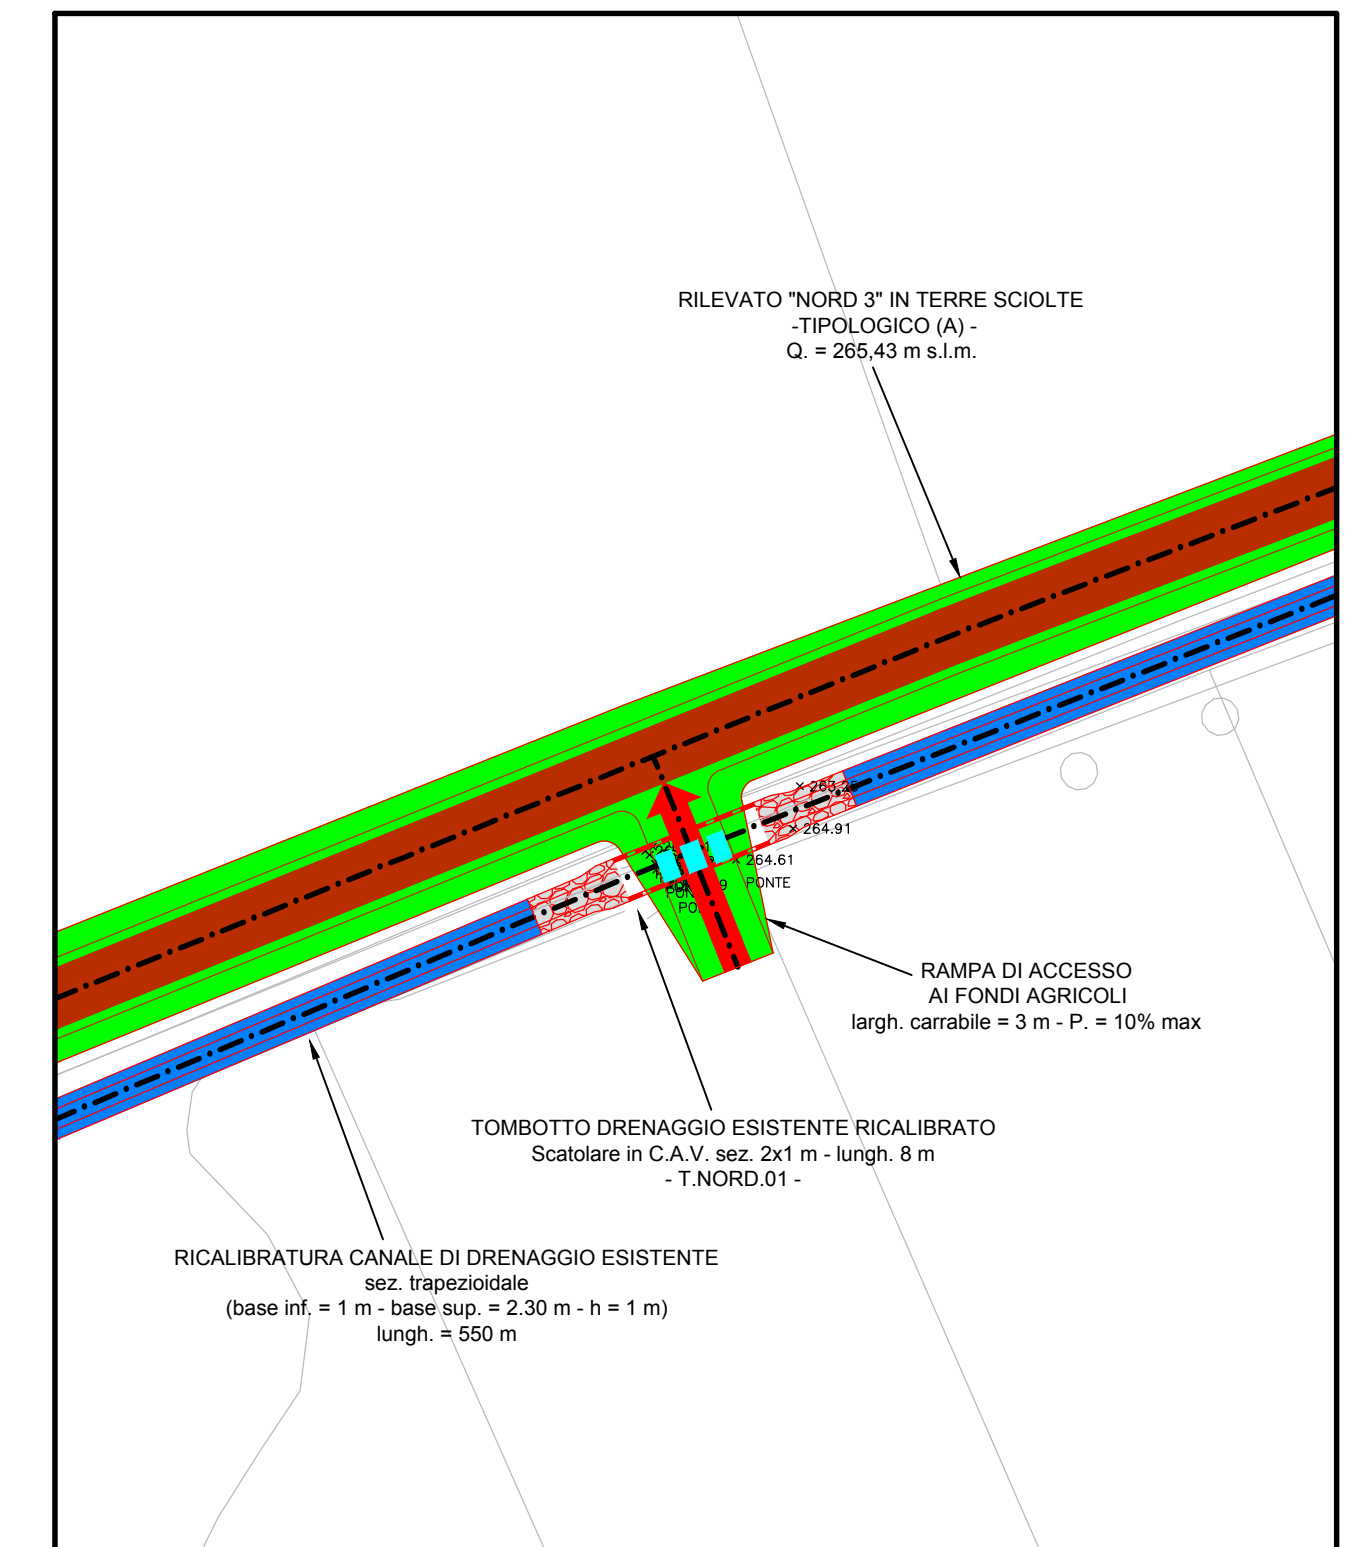 RILEVATO "NORD 3" IN TERRE SCIOLTE
-TIPOLOGICO (A) -
Q. = 265,43 m s.l.m.
264.91
264.61
PONTE
RAMPA DI ACCESSO
AI FONDI AGRICOLI
largh. carrabile = 3 m - P. = 10% max
TOMBOTTO DRENAGGIO ESISTENTE RICALIBRATO
Scatolare in C.A.V. sez. 2x1 m - lungh. 8 m
- T.NORD.01 -
RICALIBRATURA CANALE DI DRENAGGIO ESISTENTE
sez. trapezioidale
(base inf. = 1 m - base sup. = 2.30 m - h = 1 m)
lungh. = 550 m